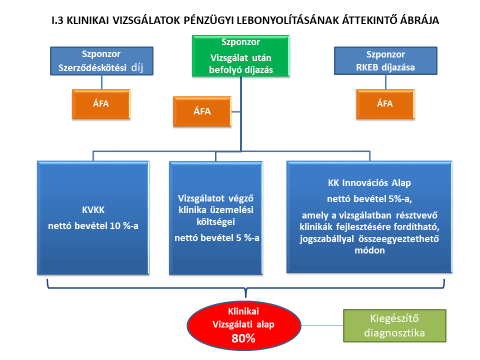 I.3 KLINIKAI VIZSGÁLATOK PÉNZÜGYI LEBONYOLÍTÁSÁNAK ÁTTEKINTŐ ÁBRÁJA
Szponzor
Szerződéskötési díj
ÁFA
Szponzor
Vizsgálat után
befolyó díjazás
ÁFA
Szponzor
RKEB díjazása
ÁFA
KVKK
nettó bevétel 10 %-a
Vizsgálatot végző
klinika üzemelési
költségei
nettó bevétel 5 %-a
KK Innovációs Alap
nettó bevétel 5%-a,
amely a vizsgálatban résztvevő
klinikák fejlesztésére fordítható,
jogszabállyal összeegyeztethető
módon
Klinikai
Vizsgálati alap
80%
Kiegészítő
diagnosztika